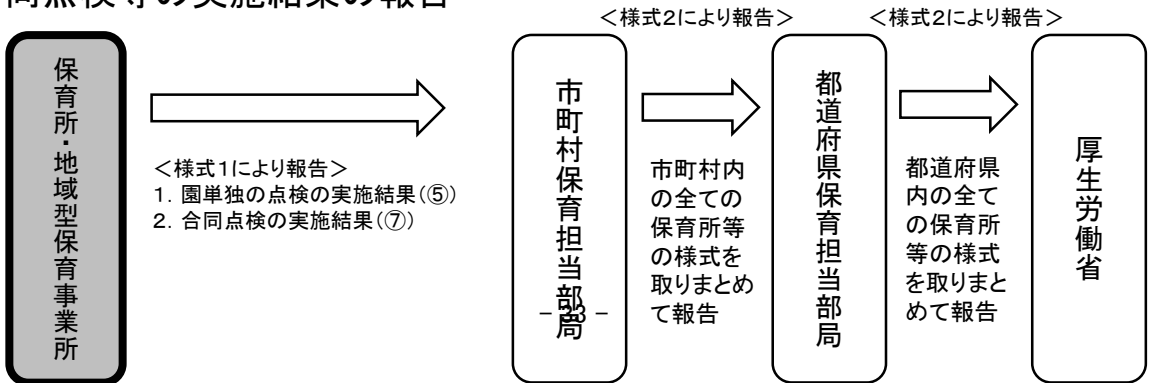 同点検等の実施結果の報告
＜様式２により報告＞
＜様式２により報告＞
保育所・地域型保育事業所
＜様式１により報告＞
１．園単独の点検の実施結果（⑤）
２．合同点検の実施結果（⑦）
市町村保育担当部局
市町村内
の全ての
保育所等
の様式を
取りまとめ
て報告
都道府県保育担当部局
都道府県
内の全て
の保育所
等の様式
を取りまと
めて報告
厚生労働省
- 33 -